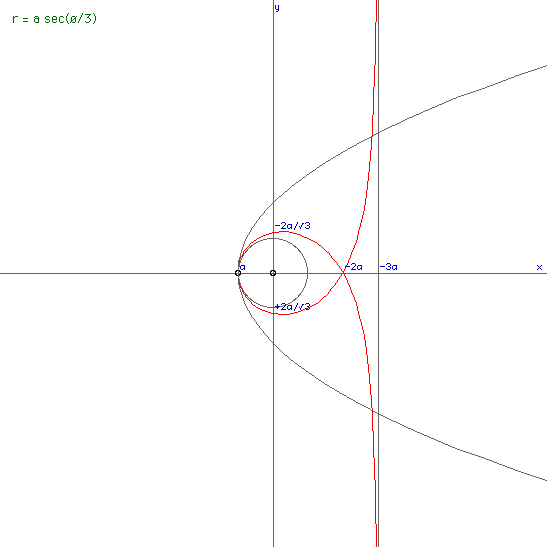 y
r = a sec(ø/3)
-2a/√3
a
-2a
-3a
x
+2a/√3